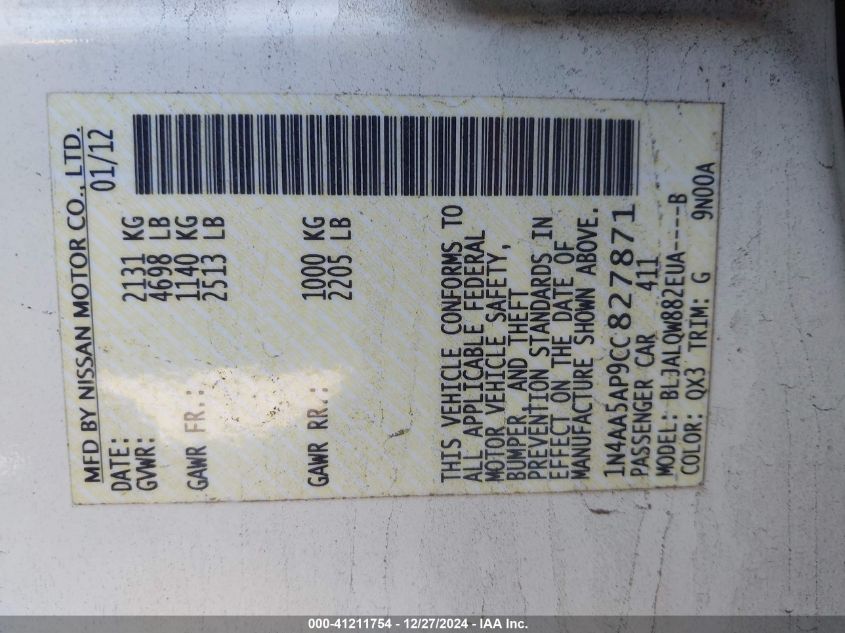 MFD BY NISSAN MOTOR CO., LTD.
DATE: 01/12
GVWR: 2131 KG
4698 LB
GAWR FR.: 1140 KG
2513 LB
GAWR RR.: 1000 KG
2205 LB
THIS VEHICLE CONFORMS TO
ALL APPLICABLE FEDERAL
MOTOR VEHICLE SAFETY,
BUMPER, AND THEFT
PREVENTION STANDARDS IN
EFFECT ON THE DATE OF
MANUFACTURE SHOWN ABOVE.
1N4AA5AP9CC827871
PASSENGER CAR 411
MODEL: BLJALQW882EUA----B
COLOR: QX3 TRIM: G 9N00A
000-41211754 - 12/27/2024 - IAA Inc.